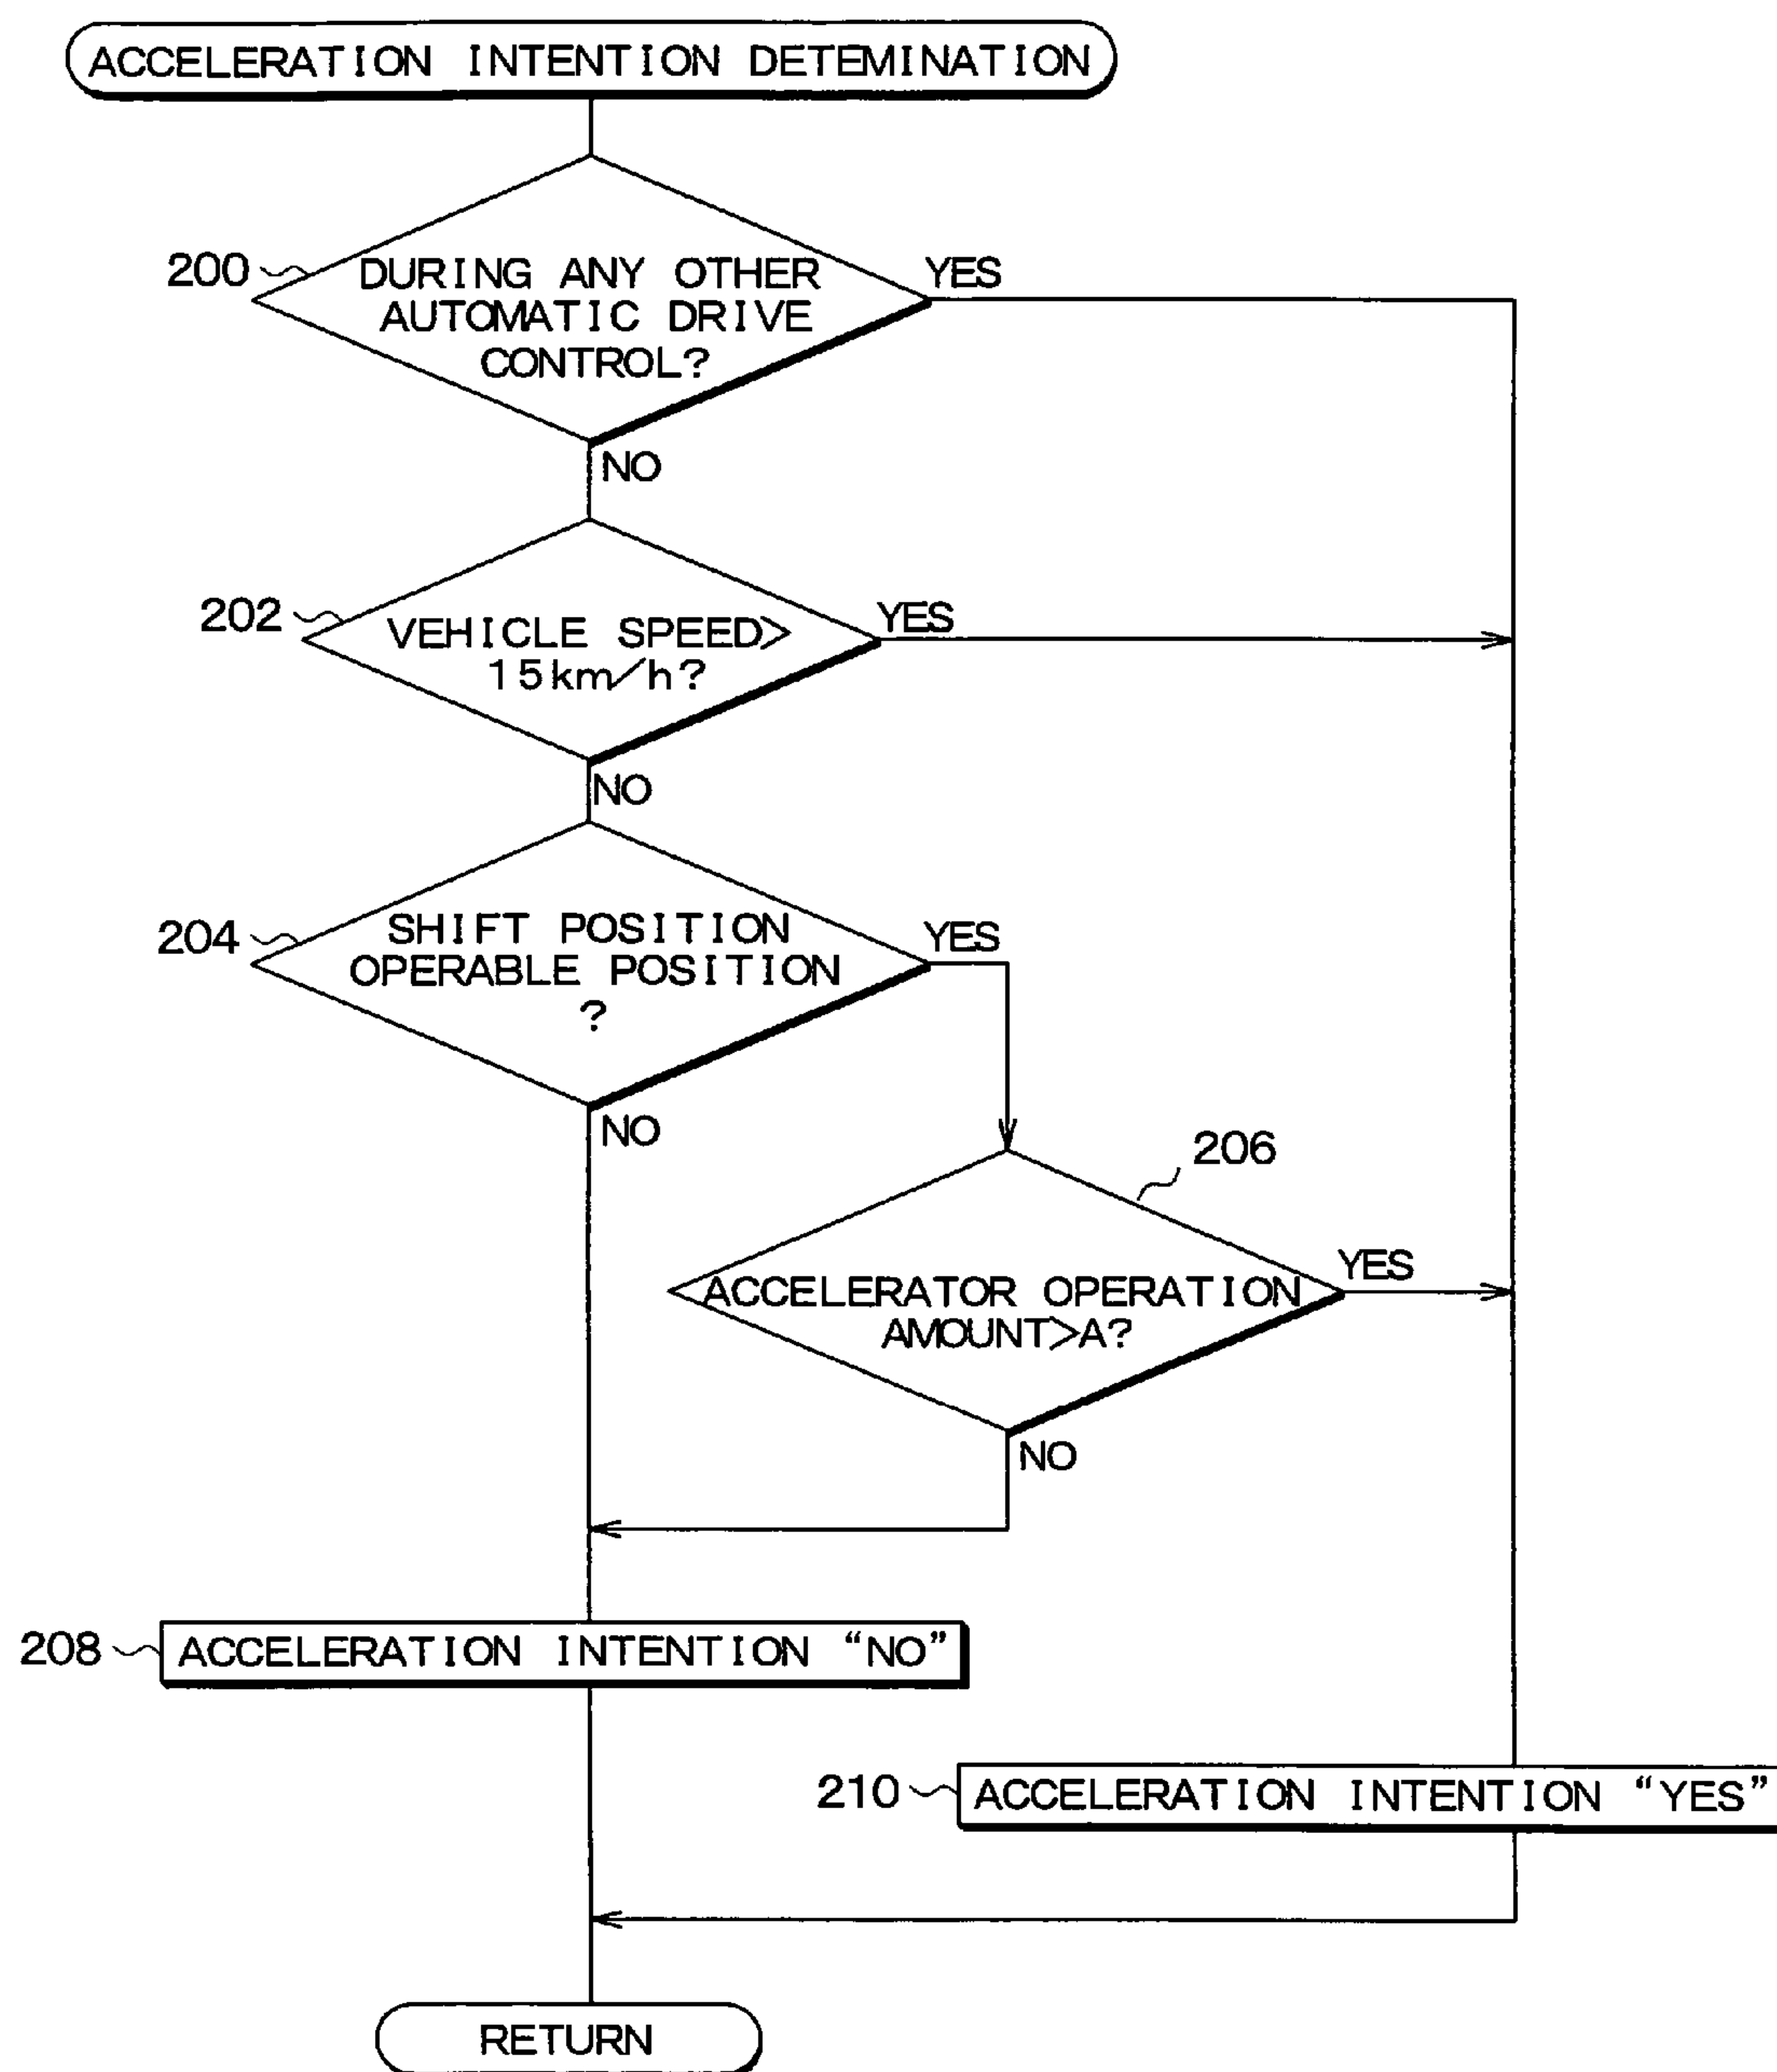 ACCELERATION INTENTION DETEMINATION
200
DURING ANY OTHER
AUTOMATIC DRIVE
CONTROL?
YES
NO
202
VEHICLE SPEED>
15km/h?
YES
NO
204
SHIFT POSITION
OPERABLE POSITION
?
YES
NO
206
ACCELERATOR OPERATION
AMOUNT>A?
YES
NO
208
ACCELERATION INTENTION “NO”
210
ACCELERATION INTENTION “YES”
RETURN